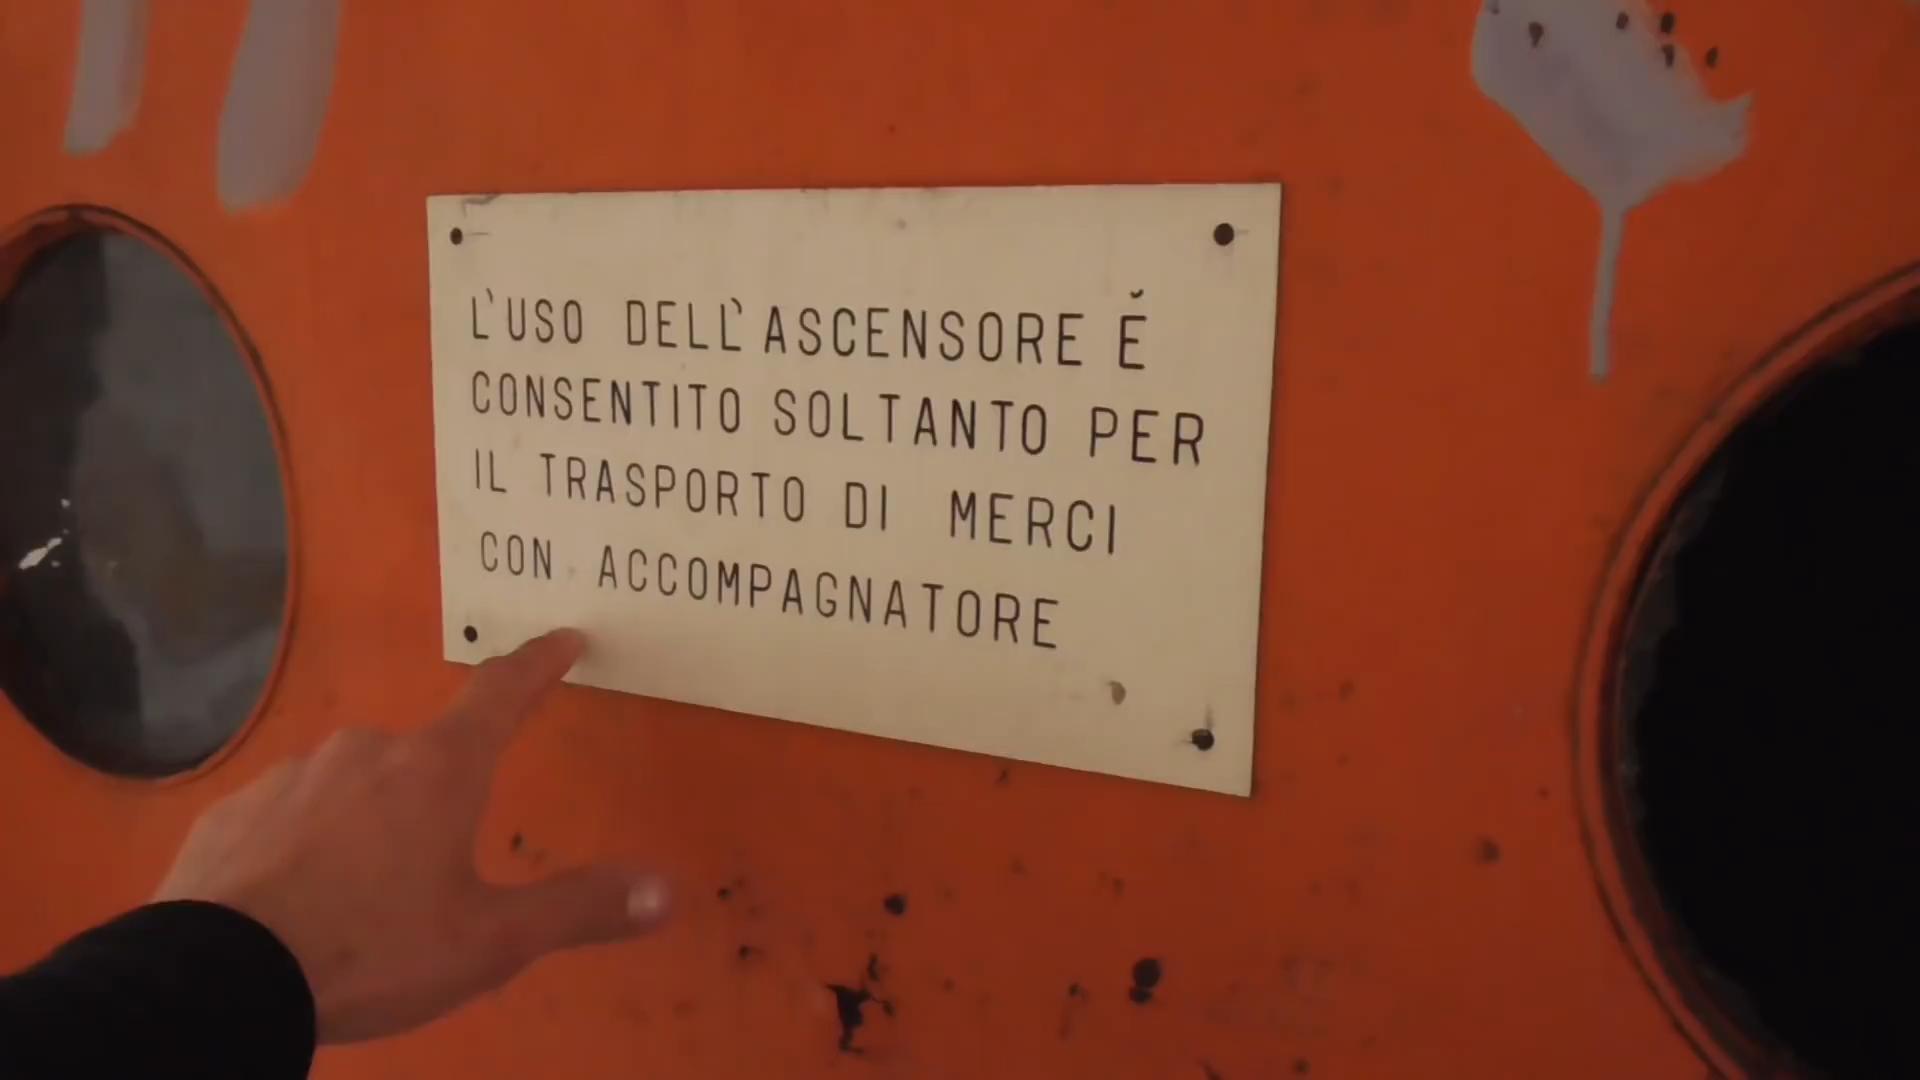 L'USO DELL'ASCENSORE È
CONSENTITO SOLTANTO PER
IL TRASPORTO DI MERCI
CON ACCOMPAGNATORE